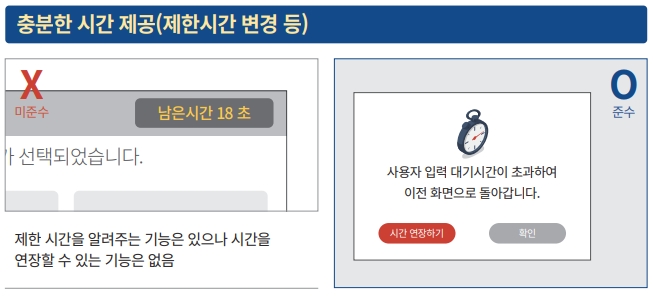 충분한 시간 제공(제한시간 변경 등)
X
미준수
남은시간 18 초
가 선택되었습니다.
제한 시간을 알려주는 기능은 있으나 시간을
연장할 수 있는 기능은 없음
O
준수
사용자 입력 대기시간이 초과하여
이전 화면으로 돌아갑니다.
시간 연장하기
확인